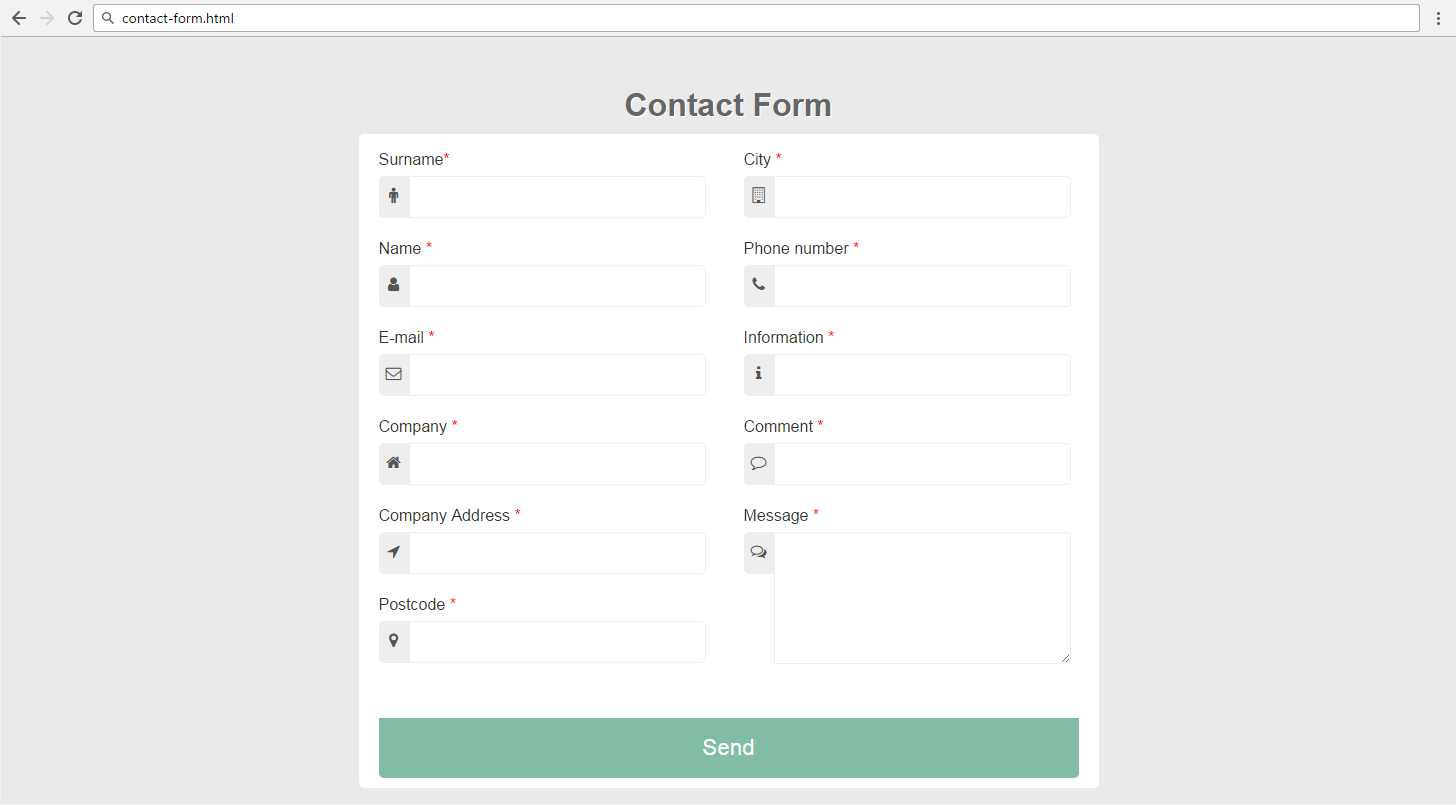 contact-form.html
Contact Form
Surname*
Name *
E-mail *
Company *
Company Address *
Postcode *
City *
Phone number *
Information *
Comment *
Message *
Send